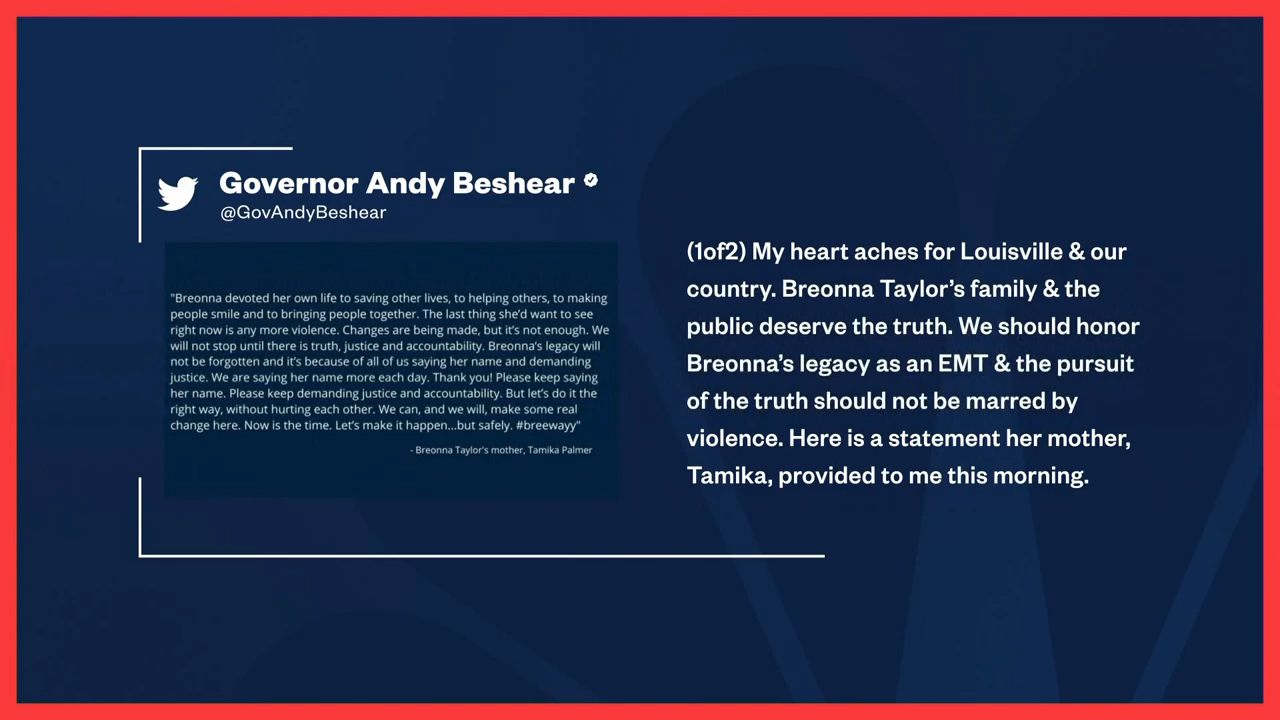 Governor Andy Beshear
@GovAndyBeshear
"Breonna devoted her own life to saving other lives, to helping others, to making
people smile and to bringing people together. The last thing she'd want to see
right now is any more violence. Changes are being made, but it's not enough. We
will not stop until there is truth, justice and accountability. Breonna's legacy will
not be forgotten and it's because of all of us saying her name and demanding
justice. We are saying her name more each day. Thank you! Please keep saying
her name. Please keep demanding justice and accountability. But let's do it the
right way, without hurting each other. We can, and we will, make some real
change here. Now is the time. Let's make it happen...but safely. #breewayy"
- Breonna Taylor's mother, Tamika Palmer
(1of2) My heart aches for Louisville & our
country. Breonna Taylor’s family & the
public deserve the truth. We should honor
Breonna’s legacy as an EMT & the pursuit
of the truth should not be marred by
violence. Here is a statement her mother,
Tamika, provided to me this morning.